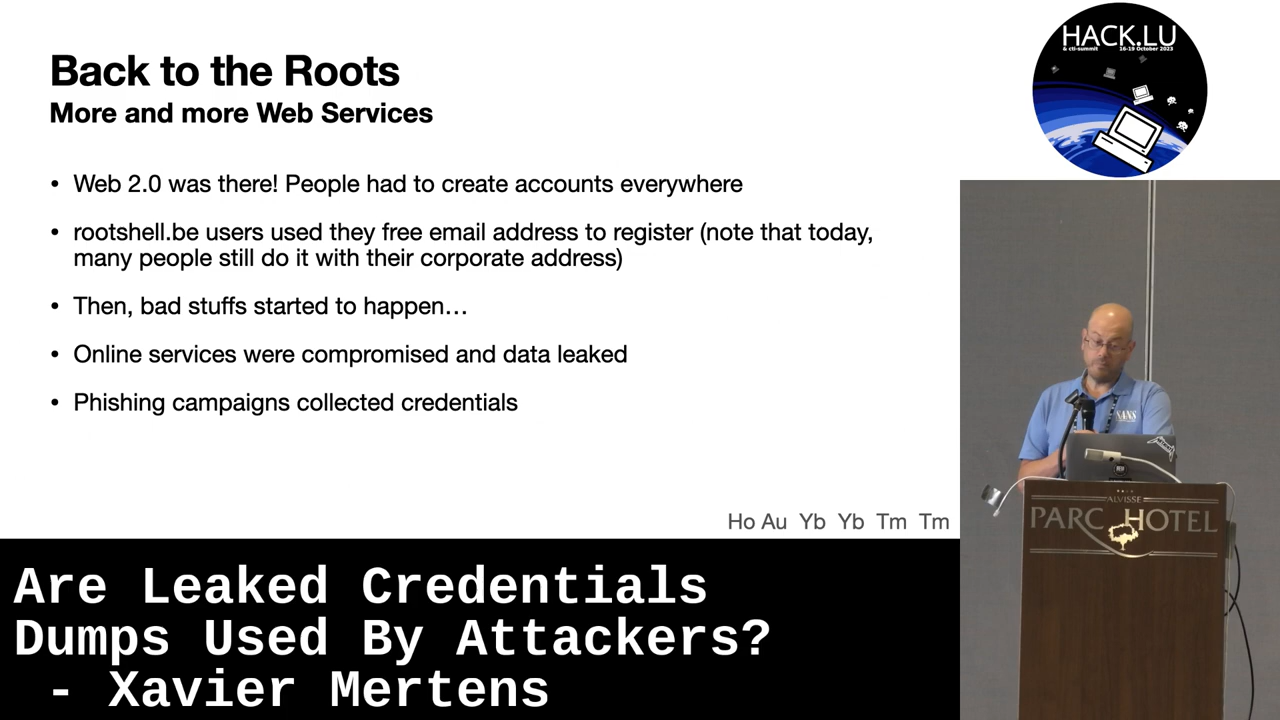 Back to the Roots
More and more Web Services
• Web 2.0 was there! People had to create accounts everywhere
• rootshell.be users used they free email address to register (note that today,
many people still do it with their corporate address)
• Then, bad stuffs started to happen…
• Online services were compromised and data leaked
• Phishing campaigns collected credentials
Ho Au Yb Yb Tm Tm
HACK.LU
& cti-summit 16-19 October 2023
SANS
ALVISSE
PARC HOTEL
Are Leaked Credentials
Dumps Used By Attackers?
- Xavier Mertens